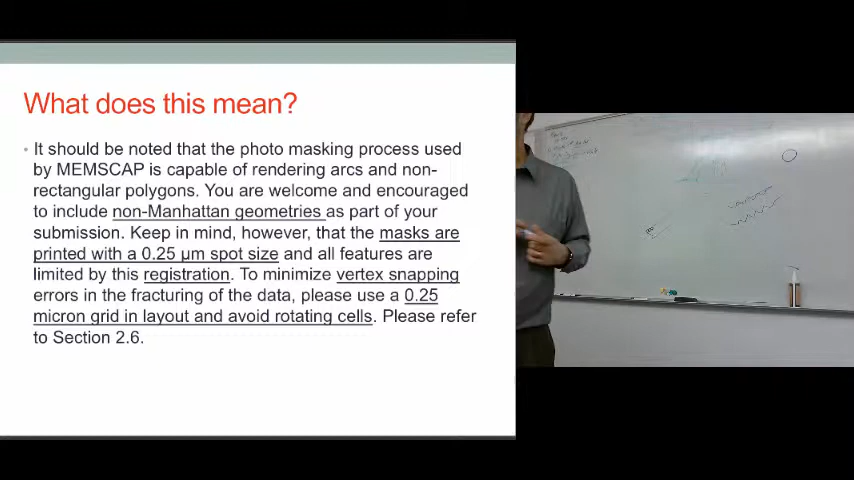 What does this mean?
• It should be noted that the photo masking process used
by MEMSCAP is capable of rendering arcs and non-
rectangular polygons. You are welcome and encouraged
to include non-Manhattan geometries as part of your
submission. Keep in mind, however, that the masks are
printed with a 0.25 µm spot size and all features are
limited by this registration. To minimize vertex snapping
errors in the fracturing of the data, please use a 0.25
micron grid in layout and avoid rotating cells. Please refer
to Section 2.6.